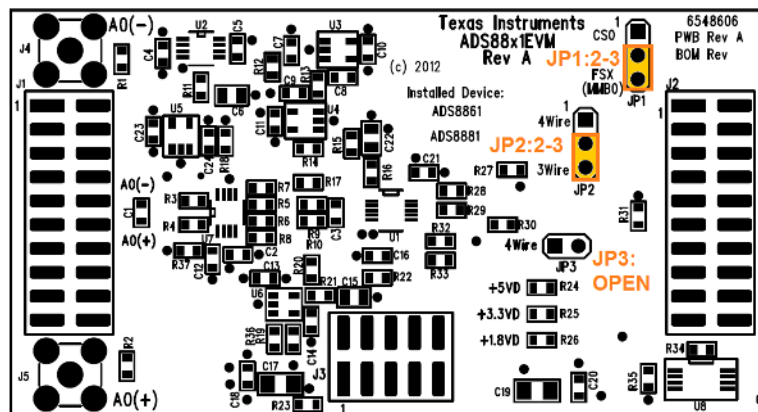 A0(-)
J4
R1
C4
U2
C5
R11
C6
C7
U3
C10
R12
R13
C8
C9
(c) 2012
Texas Instruments
ADS88x1EVM
Rev A
1
CS0
JP1:2-3
FSX
(MMB0)
JP1
6548606
PWB Rev A
BOM Rev
J1
1
C23
U5
C24
R18
C11
U4
R14
R15
C22
R16
Installed Device:
ADS8861
ADS8881
1
4Wire
JP2:2-3
3Wire
JP2
J2
1
C21
R27
A0(-)
C1
A0(+)
R3
R4
R37
U7
C12
R7
R5
R6
R8
C2
R17
R9
R10
C3
U1
R28
R29
R30
R31
R32
R33
C16
R22
4Wire
JP3
JP3:
OPEN
C13
U6
R20
R21
C15
R36
R19
C14
+5VD
R24
+3.3VD
R25
+1.8VD
R26
J5
R2
A0(+)
C18
C17
R23
J3
1
C19
C20
R34
R35
U8